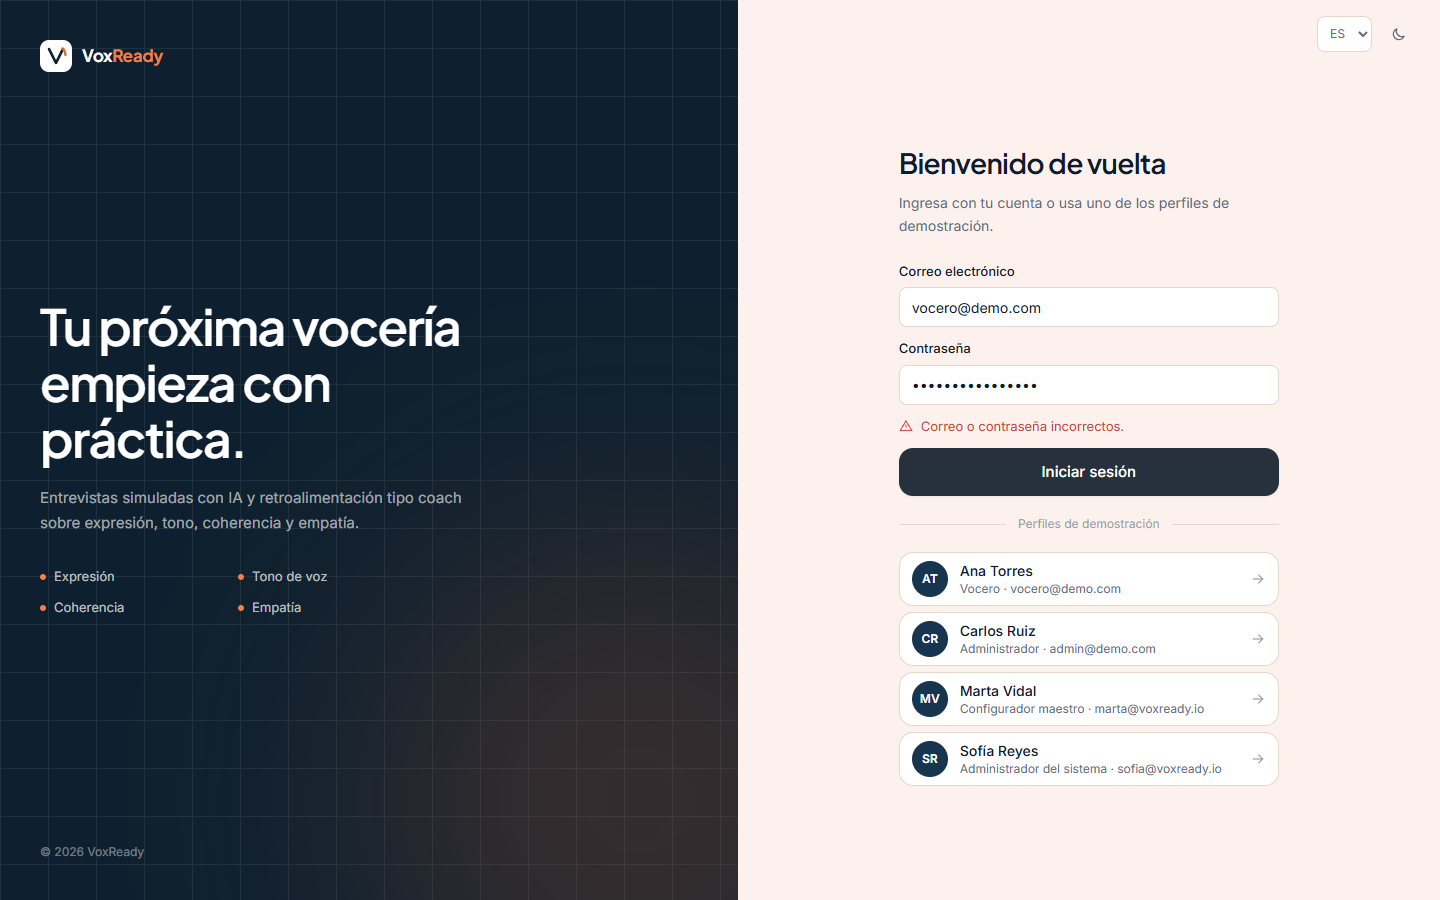 VoxReady
Tu próxima vocería
empieza con
práctica.
Entrevistas simuladas con IA y retroalimentación tipo coach
sobre expresión, tono, coherencia y empatía.
Expresión
Tono de voz
Coherencia
Empatía
© 2026 VoxReady
ES
Bienvenido de vuelta
Ingresa con tu cuenta o usa uno de los perfiles de
demostración.
Correo electrónico
vocero@demo.com
Contraseña
••••••••••••••••
Correo o contraseña incorrectos.
Iniciar sesión
Perfiles de demostración
AT
Ana Torres
Vocero · vocero@demo.com
CR
Carlos Ruiz
Administrador · admin@demo.com
MV
Marta Vidal
Configurador maestro · marta@voxready.io
SR
Sofía Reyes
Administrador del sistema · sofia@voxready.io